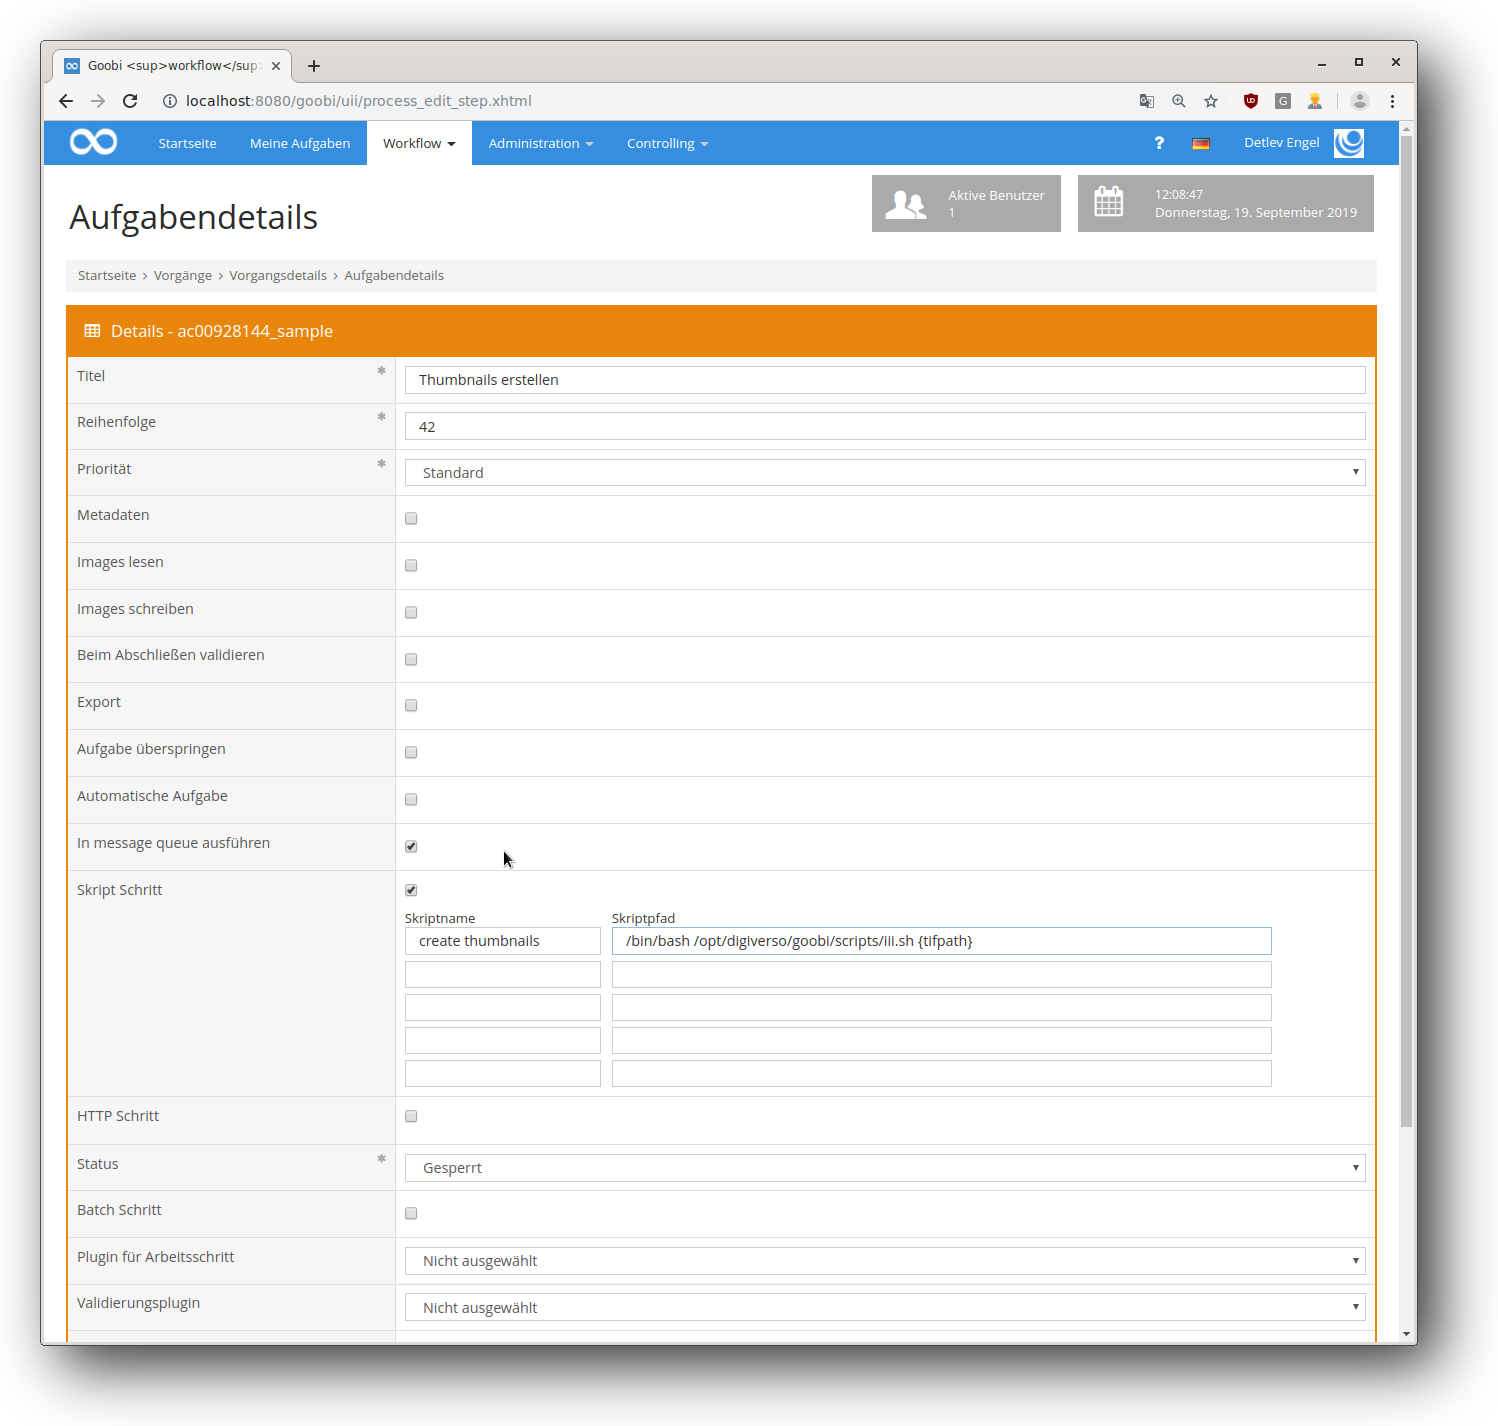 Goobi <sup>workflow</sup>
localhost:8080/goobi/uii/process_edit_step.xhtml
Startseite Meine Aufgaben Workflow Administration Controlling ? Detlev Engel
Aufgabendetails
Aktive Benutzer
1
12:08:47
Donnerstag, 19. September 2019
Startseite › Vorgänge › Vorgangsdetails › Aufgabendetails
Details - ac00928144_sample
Titel * Thumbnails erstellen
Reihenfolge * 42
Priorität * Standard
Metadaten
Images lesen
Images schreiben
Beim Abschließen validieren
Export
Aufgabe überspringen
Automatische Aufgabe
In message queue ausführen
Skript Schritt
Skriptname Skriptpfad
create thumbnails /bin/bash /opt/digiverso/goobi/scripts/iii.sh {tifpath}
HTTP Schritt
Status * Gesperrt
Batch Schritt
Plugin für Arbeitsschritt Nicht ausgewählt
Validierungsplugin Nicht ausgewählt